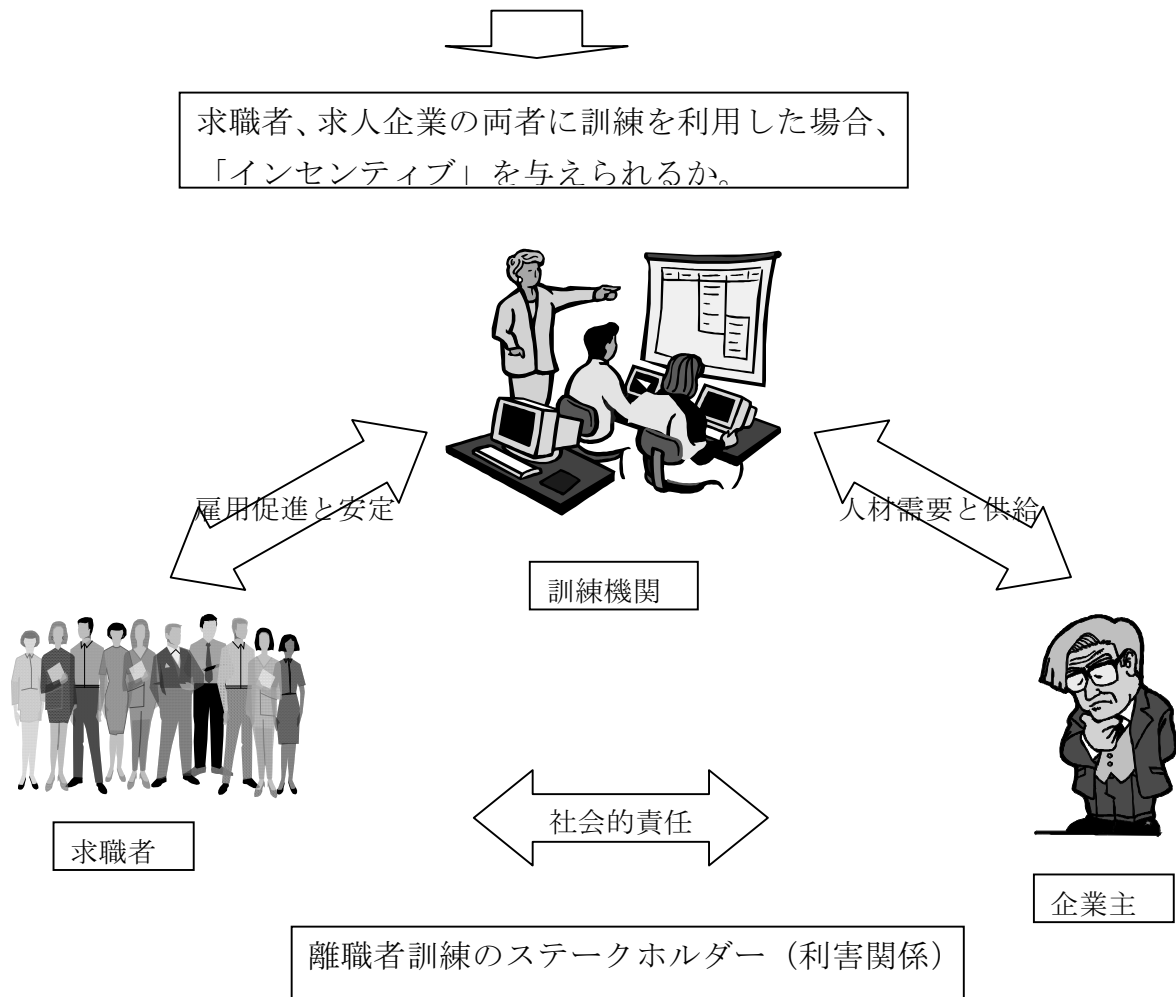 求職者、求人企業の両者に訓練を利用した場合、
「インセンティブ」を与えられるか。
雇用促進と安定
人材需要と供給
訓練機関
社会的責任
求職者
企業主
離職者訓練のステークホルダー（利害関係）